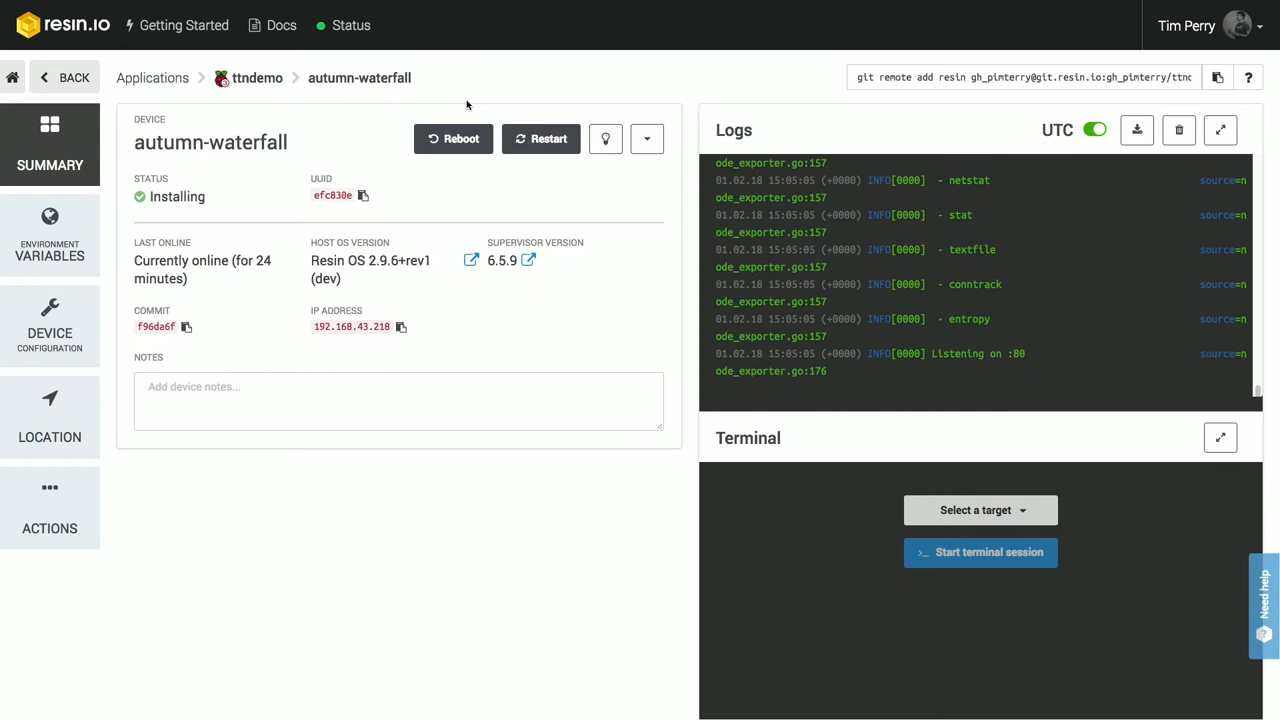 resin.io
Getting Started
Docs
Status
Tim Perry
BACK
Applications
ttndemo
autumn-waterfall
git remote add resin gh_pimterry@git.resin.io:gh_pimterry/ttnc
?
SUMMARY
ENVIRONMENT
VARIABLES
DEVICE
CONFIGURATION
LOCATION
ACTIONS
DEVICE
autumn-waterfall
Reboot
Restart
STATUS
Installing
UUID
efc830e
LAST ONLINE
Currently online (for 24
minutes)
HOST OS VERSION
Resin OS 2.9.6+rev1
(dev)
SUPERVISOR VERSION
6.5.9
COMMIT
f96da6f
IP ADDRESS
192.168.43.218
NOTES
Add device notes...
Logs
UTC
ode_exporter.go:157
01.02.18 15:05:05 (+0000) INFO[0000] - netstat source=n
ode_exporter.go:157
01.02.18 15:05:05 (+0000) INFO[0000] - stat source=n
ode_exporter.go:157
01.02.18 15:05:05 (+0000) INFO[0000] - textfile source=n
ode_exporter.go:157
01.02.18 15:05:05 (+0000) INFO[0000] - conntrack source=n
ode_exporter.go:157
01.02.18 15:05:05 (+0000) INFO[0000] - entropy source=n
ode_exporter.go:157
01.02.18 15:05:05 (+0000) INFO[0000] Listening on :80 source=n
ode_exporter.go:176
Terminal
Select a target
>_ Start terminal session
Need help
?